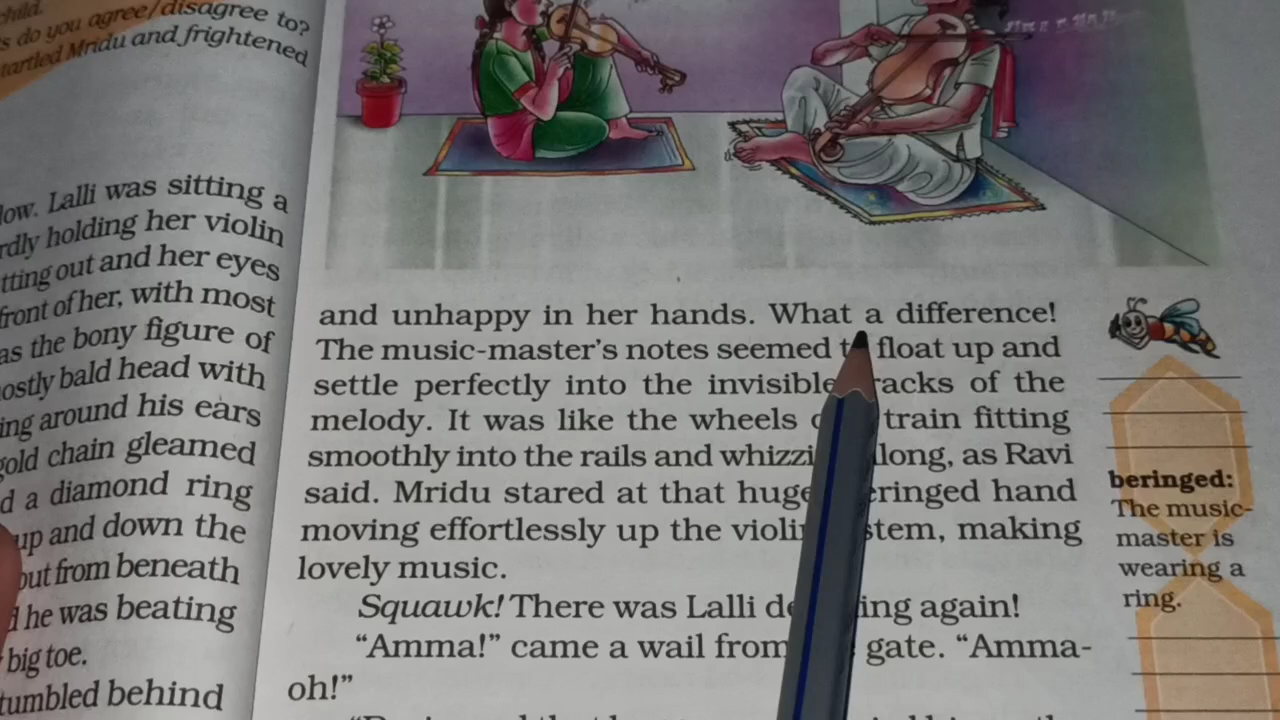 child.
s do you agree/disagree to?
tartled Mridu and frightened
low. Lalli was sitting a
rdly holding her violin
tting out and her eyes
front of her, with most
as the bony figure of
ostly bald head with
ing around his ears
gold chain gleamed
d a diamond ring
up and down the
out from beneath
d he was beating
big toe.
tumbled behind
and unhappy in her hands. What a difference!
The music-master's notes seemed t float up and
settle perfectly into the invisible racks of the
melody. It was like the wheels train fitting
smoothly into the rails and whizzi long, as Ravi
said. Mridu stared at that huge eringed hand
moving effortlessly up the violi stem, making
lovely music.
Squawk! There was Lalli de ing again!
“Amma!” came a wail from gate. “Amma-
oh!”
beringed:
The music-
master is
wearing a
ring.